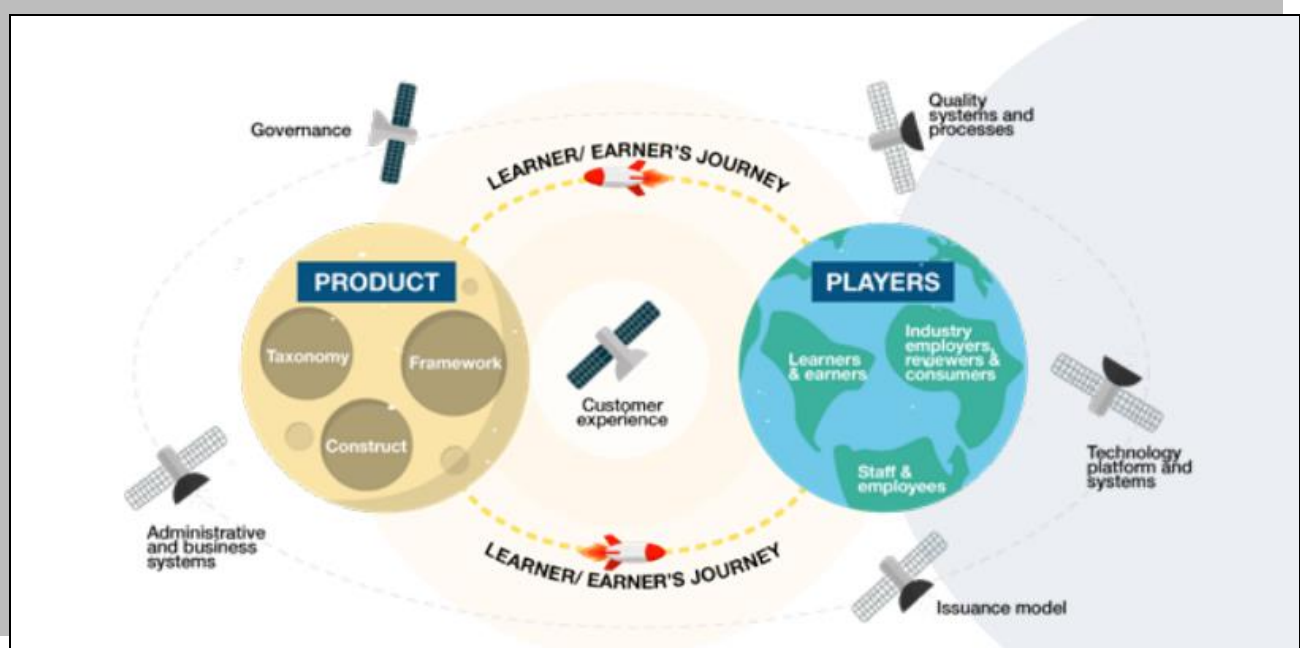 Governance
Quality
systems and
processes
LEARNER/ EARNER'S JOURNEY
PRODUCT
Taxonomy
Framework
Construct
Customer
experience
PLAYERS
Learners
& earners
Industry
employers,
reviewers &
consumers
Staff &
employees
Technology
platform and
systems
Administrative
and business
systems
LEARNER/ EARNER'S JOURNEY
Issuance model